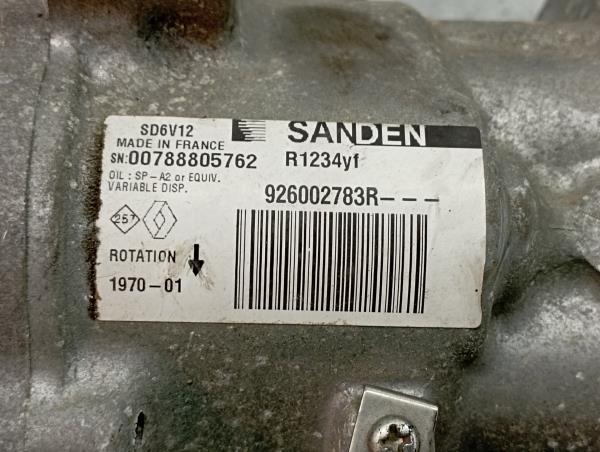 SD6V12
SANDEN
MADE IN FRANCE
SN:00788805762 R1234yf
OIL : SP-A2 or EQUIV.
VARIABLE DISP.
926002783R---
257
ROTATION
1970-01